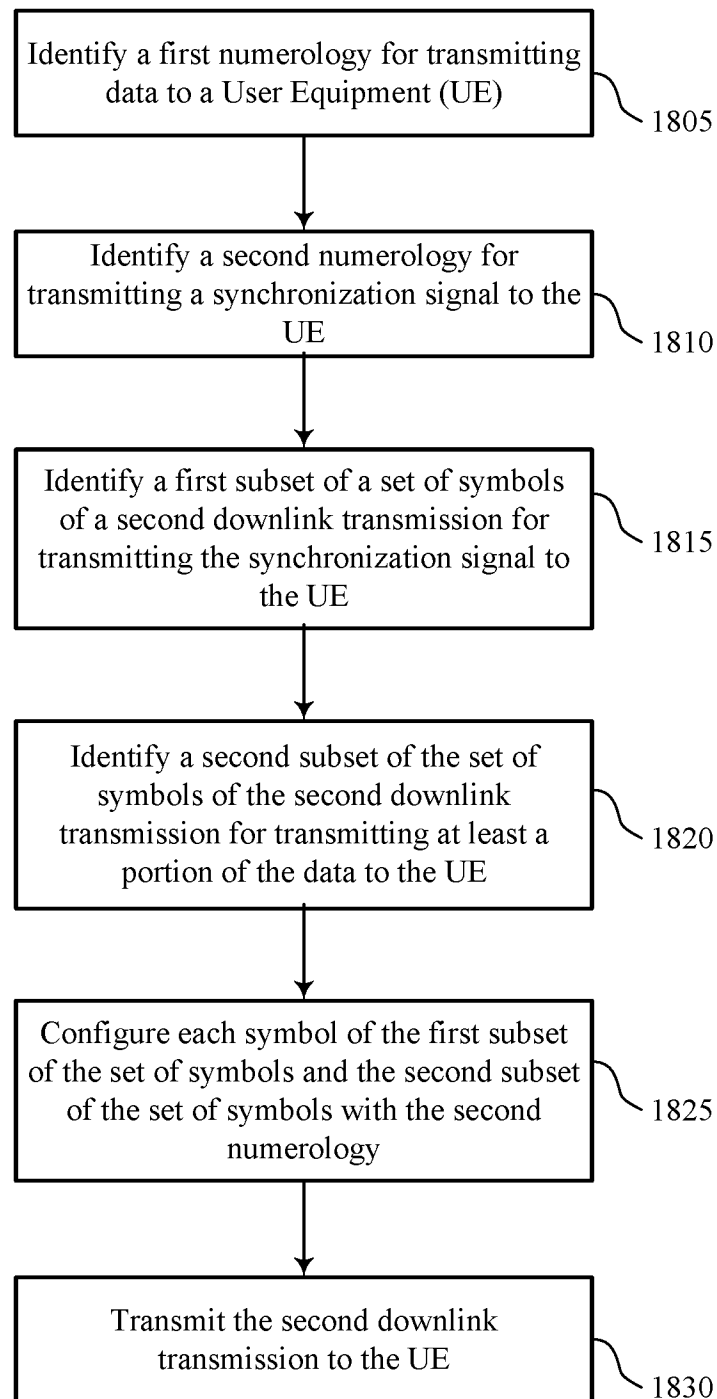 Identify a first numerology for transmitting
data to a User Equipment (UE)
1805
Identify a second numerology for
transmitting a synchronization signal to the
UE
1810
Identify a first subset of a set of symbols
of a second downlink transmission for
transmitting the synchronization signal to
the UE
1815
Identify a second subset of the set of
symbols of the second downlink
transmission for transmitting at least a
portion of the data to the UE
1820
Configure each symbol of the first subset
of the set of symbols and the second subset
of the set of symbols with the second
numerology
1825
Transmit the second downlink
transmission to the UE
1830